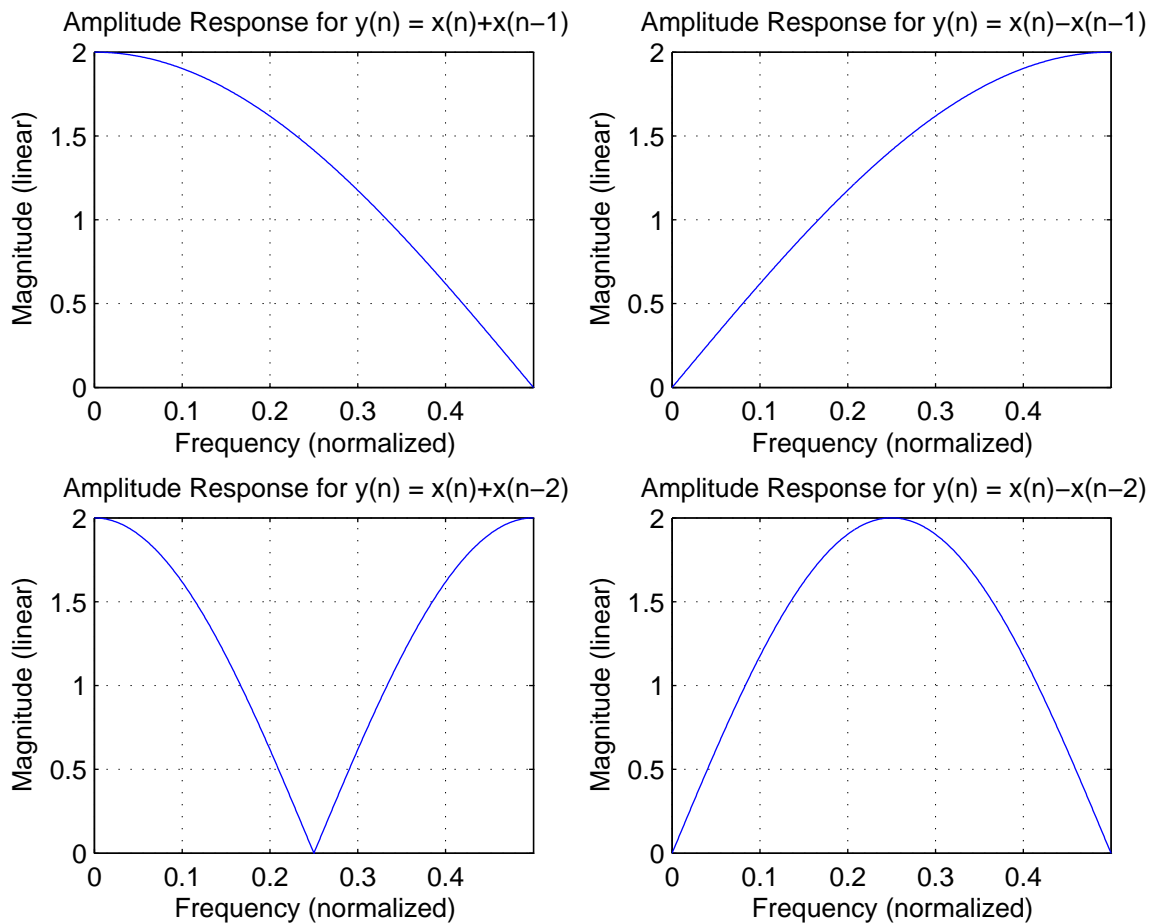 Amplitude Response for y(n) = x(n)+x(n−1)
2
1.5
1
0.5
0
Magnitude (linear)
0 0.1 0.2 0.3 0.4
Frequency (normalized)
Amplitude Response for y(n) = x(n)−x(n−1)
2
1.5
1
0.5
0
Magnitude (linear)
0 0.1 0.2 0.3 0.4
Frequency (normalized)
Amplitude Response for y(n) = x(n)+x(n−2)
2
1.5
1
0.5
0
Magnitude (linear)
0 0.1 0.2 0.3 0.4
Frequency (normalized)
Amplitude Response for y(n) = x(n)−x(n−2)
2
1.5
1
0.5
0
Magnitude (linear)
0 0.1 0.2 0.3 0.4
Frequency (normalized)